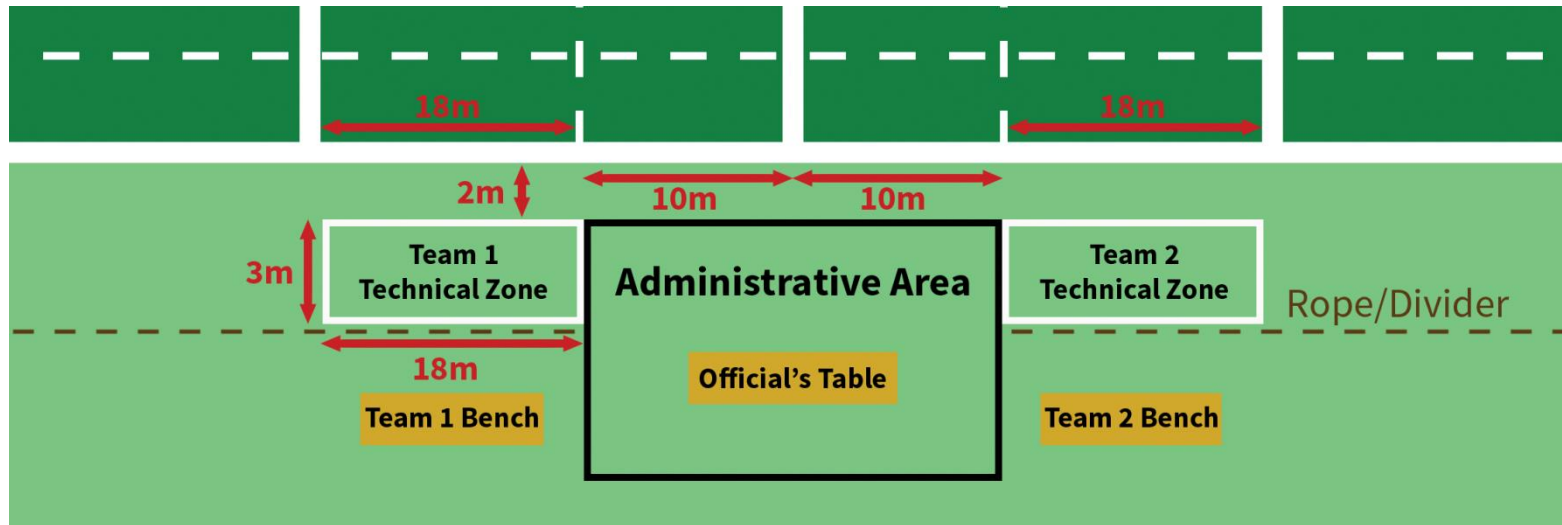 18m
18m
2m
10m
10m
3m
Team 1
Technical Zone
Administrative Area
Team 2
Technical Zone
Rope/Divider
18m
Official's Table
Team 1 Bench
Team 2 Bench